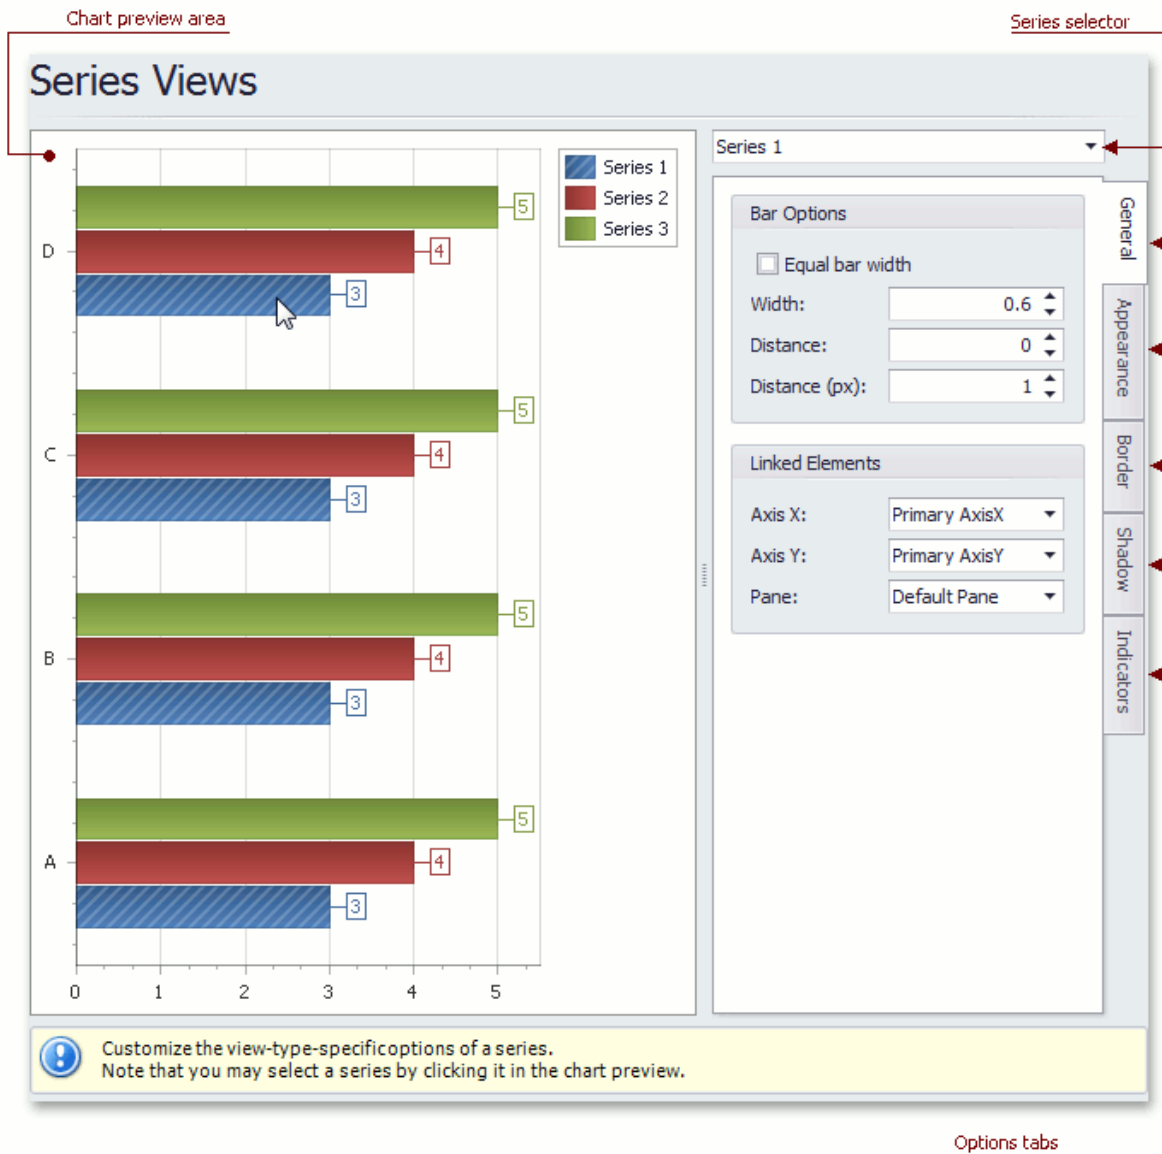 Chart preview area
Series selector
Series Views
Series 1
Series 1
Series 2
Series 3
D
5
4
3
C
5
4
3
B
5
4
3
A
5
4
3
0 1 2 3 4 5
Bar Options
Equal bar width
Width: 0.6
Distance: 0
Distance (px): 1
Linked Elements
Axis X: Primary AxisX
Axis Y: Primary AxisY
Pane: Default Pane
General
Appearance
Border
Shadow
Indicators
Customize the view-type-specificoptions of a series.
Note that you may select a series by clicking it in the chart preview.
Options tabs